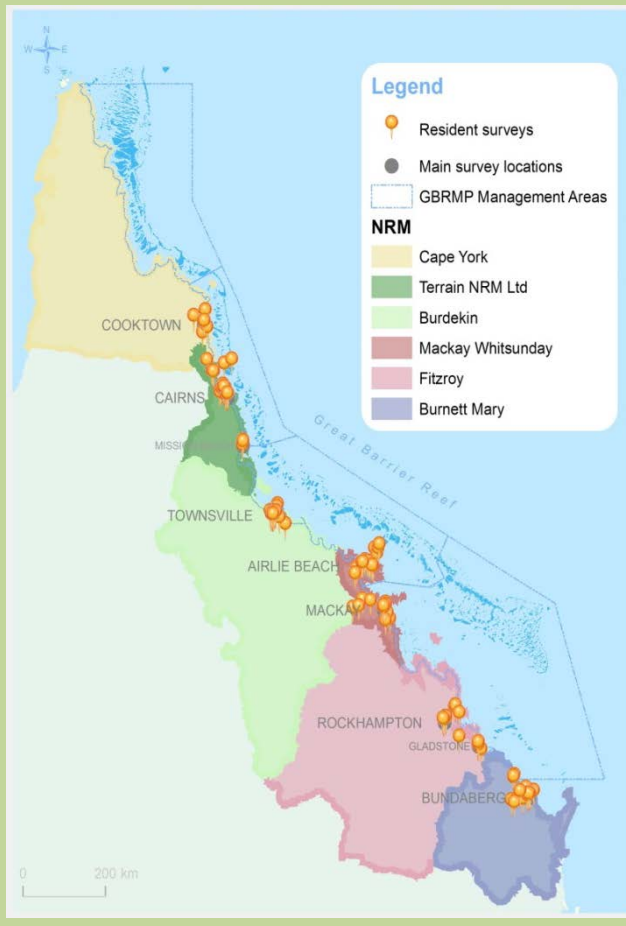 N
W E
S
Legend
Resident surveys
Main survey locations
GBRMP Management Areas
NRM
Cape York
Terrain NRM Ltd
Burdekin
Mackay Whitsunday
Fitzroy
Burnett Mary
COOKTOWN
CAIRNS
Great Barrier Reef
TOWNSVILLE
AIRLIE BEACH
MACKAY
ROCKHAMPTON
GLADSTONE
BUNDABERG
0 200 km